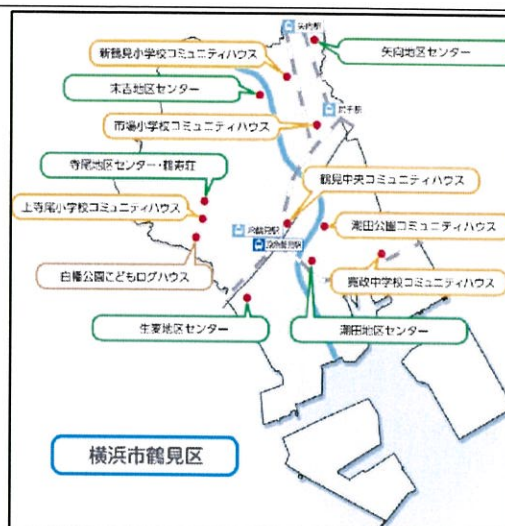 矢向駅
新鶴見小学校コミュニティハウス
矢向地区センター
末吉地区センター
尻手駅
市場小学校コミュニティハウス
寺尾地区センター・鶴寿荘
鶴見中央コミュニティハウス
上寺尾小学校コミュニティハウス
JR鶴見駅
潮田公園コミュニティハウス
京急鶴見駅
白幡公園こどもログハウス
寛政中学校コミュニティハウス
生麦地区センター
潮田地区センター
横浜市鶴見区